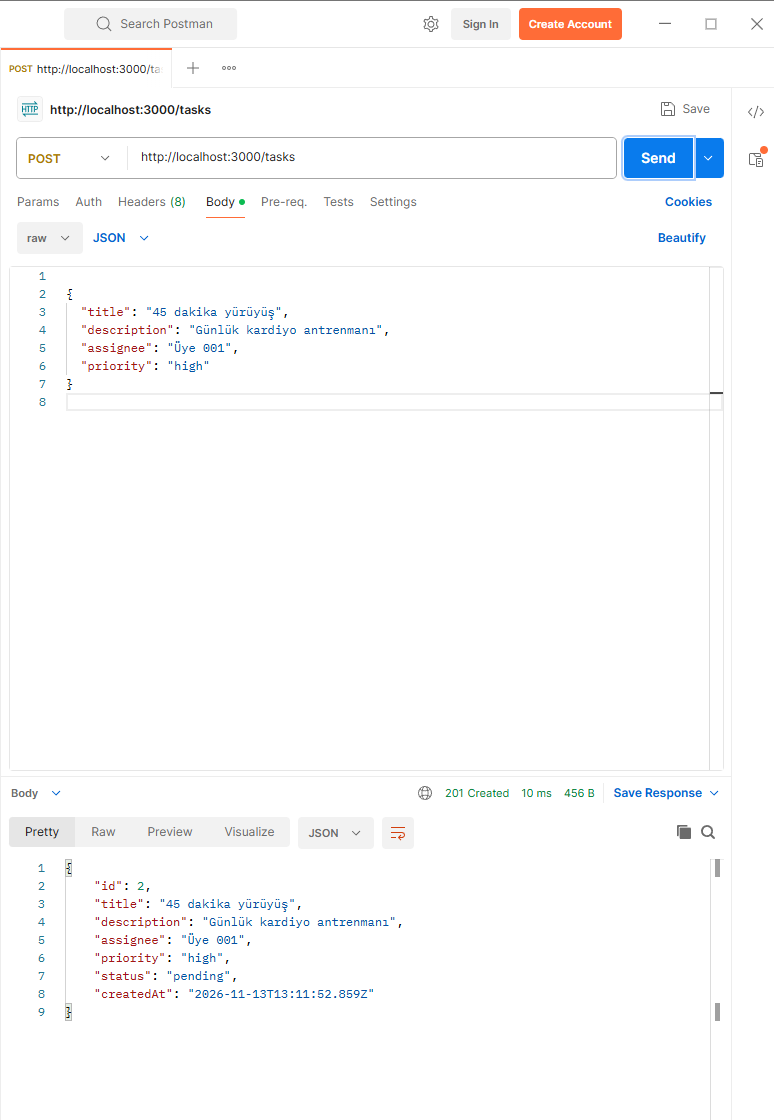 Search Postman
Sign In
Create Account
POST http://localhost:3000/ta
HTTP http://localhost:3000/tasks
Save
POST
http://localhost:3000/tasks
Send
Params
Auth
Headers (8)
Body
Pre-req.
Tests
Settings
Cookies
raw
JSON
Beautify
1
2 {
3 "title": "45 dakika yürüyüş",
4 "description": "Günlük kardiyo antrenmanı",
5 "assignee": "Üye 001",
6 "priority": "high"
7 }
8
Body
201 Created
10 ms
456 B
Save Response
Pretty
Raw
Preview
Visualize
JSON
1 {
2 "id": 2,
3 "title": "45 dakika yürüyüş",
4 "description": "Günlük kardiyo antrenmanı",
5 "assignee": "Üye 001",
6 "priority": "high",
7 "status": "pending",
8 "createdAt": "2026-11-13T13:11:52.859Z"
9 }